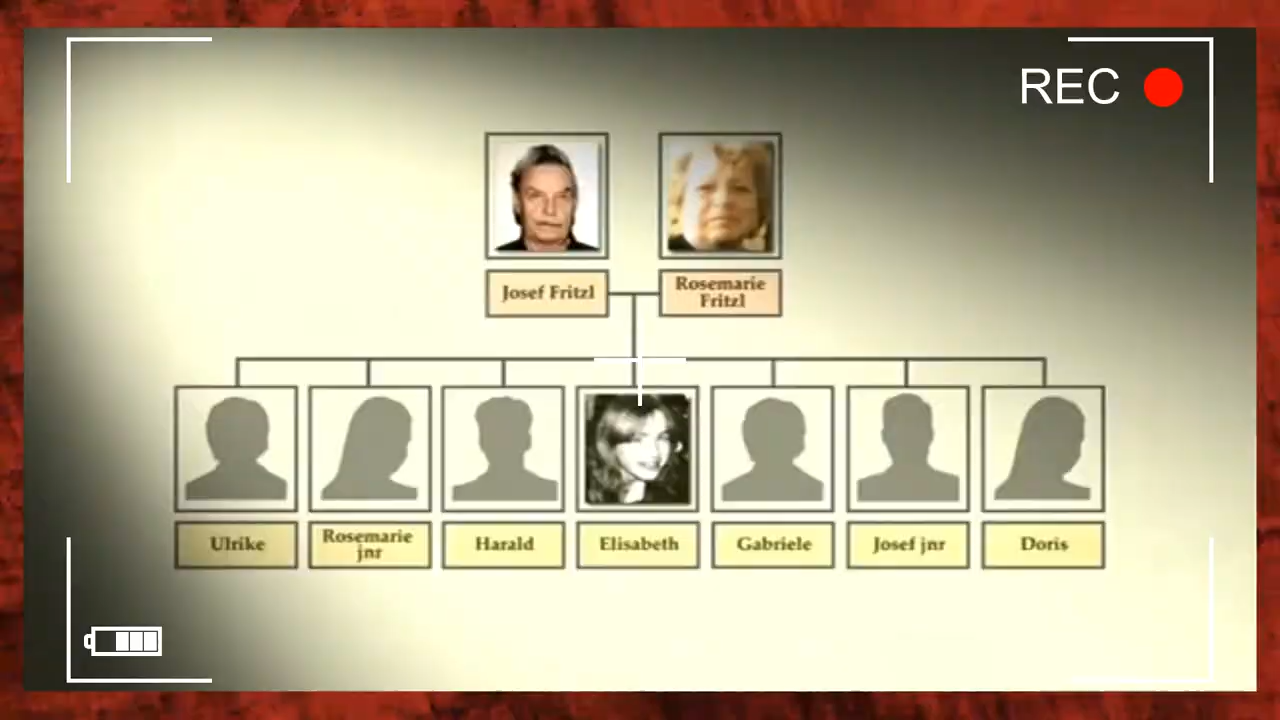 REC
Josef Fritzl
Rosemarie
Fritzl
Ulrike
Rosemarie
jnr
Harald
Elisabeth
Gabriele
Josef jnr
Doris